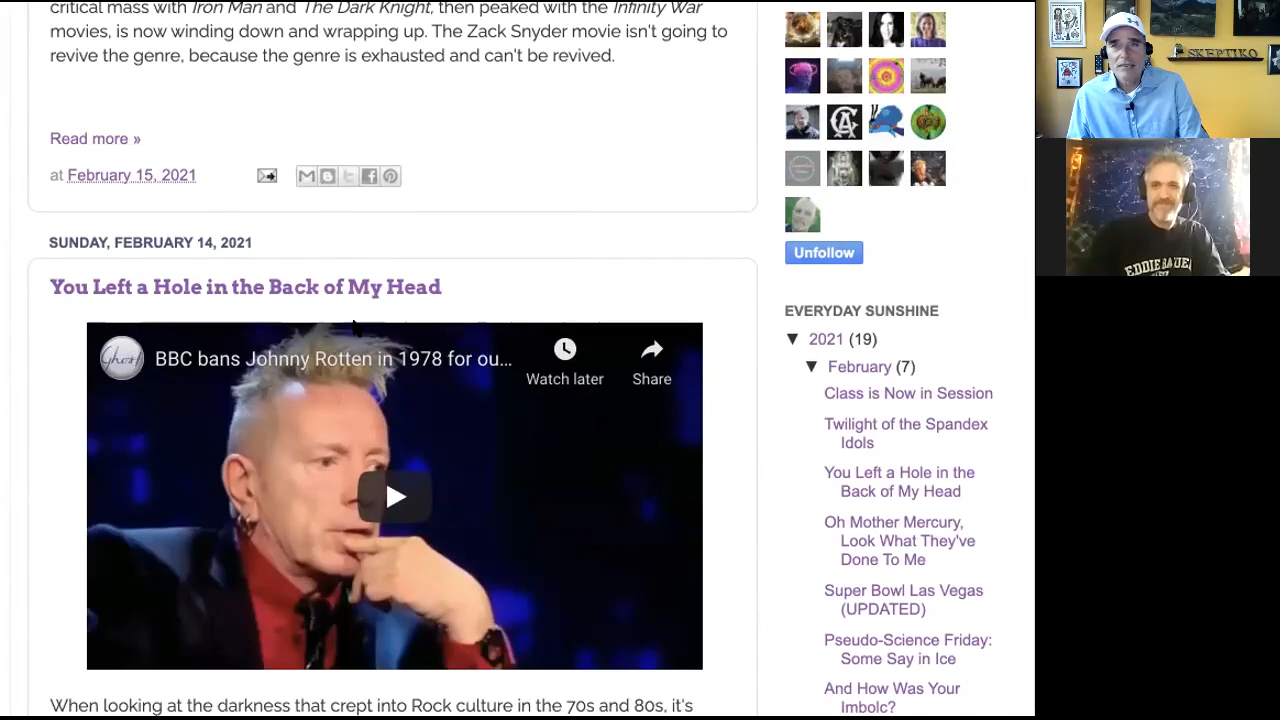 critical mass with Iron Man and The Dark Knight, then peaked with the Infinity War
movies, is now winding down and wrapping up. The Zack Snyder movie isn't going to
revive the genre, because the genre is exhausted and can't be revived.
Read more »
at February 15, 2021
SUNDAY, FEBRUARY 14, 2021
You Left a Hole in the Back of My Head
Ghost
BBC bans Johnny Rotten in 1978 for ou...
Watch later
Share
When looking at the darkness that crept into Rock culture in the 70s and 80s, it's
CA
Unfollow
EVERYDAY SUNSHINE
▼ 2021 (19)
▼ February (7)
Class is Now in Session
Twilight of the Spandex
Idols
You Left a Hole in the
Back of My Head
Oh Mother Mercury,
Look What They've
Done To Me
Super Bowl Las Vegas
(UPDATED)
Pseudo-Science Friday:
Some Say in Ice
And How Was Your
Imbolc?
SKEPTIKO
EDDIE BAUER